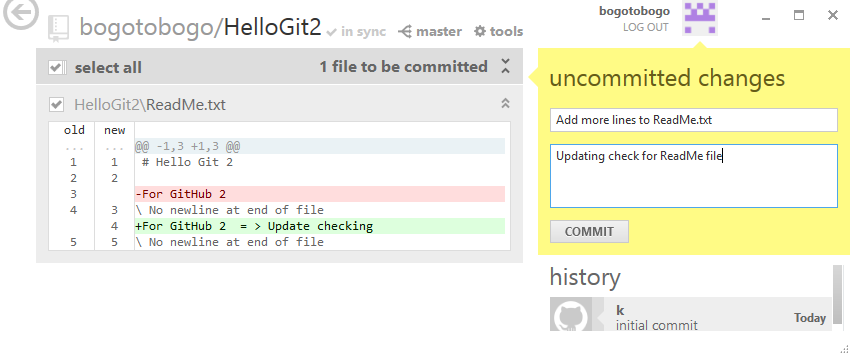 bogotobogo/HelloGit2 in sync master tools
bogotobogo
LOG OUT
select all 1 file to be committed
HelloGit2\ReadMe.txt
old new
... ... @@ -1,3 +1,3 @@
1 1 # Hello Git 2
2 2
3 -For GitHub 2
4 3 \ No newline at end of file
4 +For GitHub 2 = > Update checking
5 5 \ No newline at end of file
uncommitted changes
Add more lines to ReadMe.txt
Updating check for ReadMe file
COMMIT
history
k
initial commit
Today